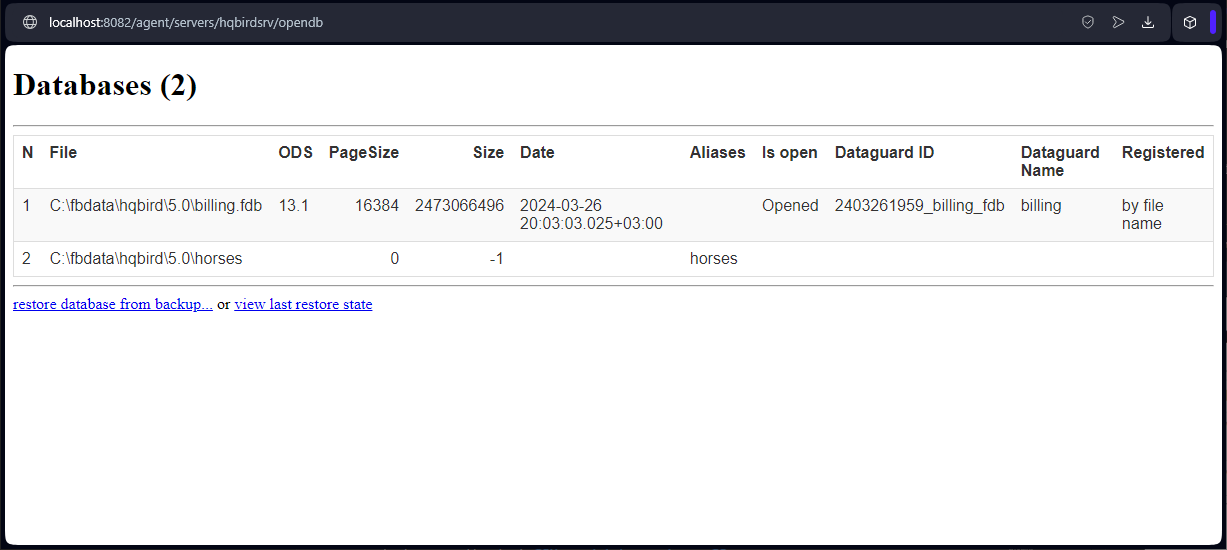 localhost:8082/agent/servers/hqbirdsrv/opendb
Databases (2)
N File ODS PageSize Size Date Aliases Is open Dataguard ID Dataguard Name Registered
1 C:\fbdata\hqbird\5.0\billing.fdb 13.1 16384 2473066496 2024-03-26 20:03:03.025+03:00 Opened 2403261959_billing_fdb billing by file name
2 C:\fbdata\hqbird\5.0\horses 0 -1 horses
restore database from backup... or view last restore state